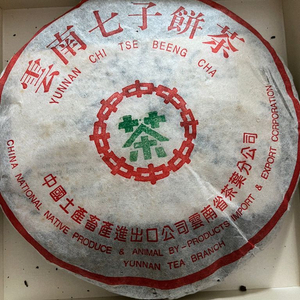 雲南七子餅茶
YUNNAN CHI TSE BEENG CHA
茶
中國土產畜產進出口公司雲南省茶葉分公司
CHINA NATIONAL NATIVE PRODUCE & ANIMAL BY-PRODUCTS IMPORT & EXPORT CORPORATION
YUNNAN TEA BRANCH